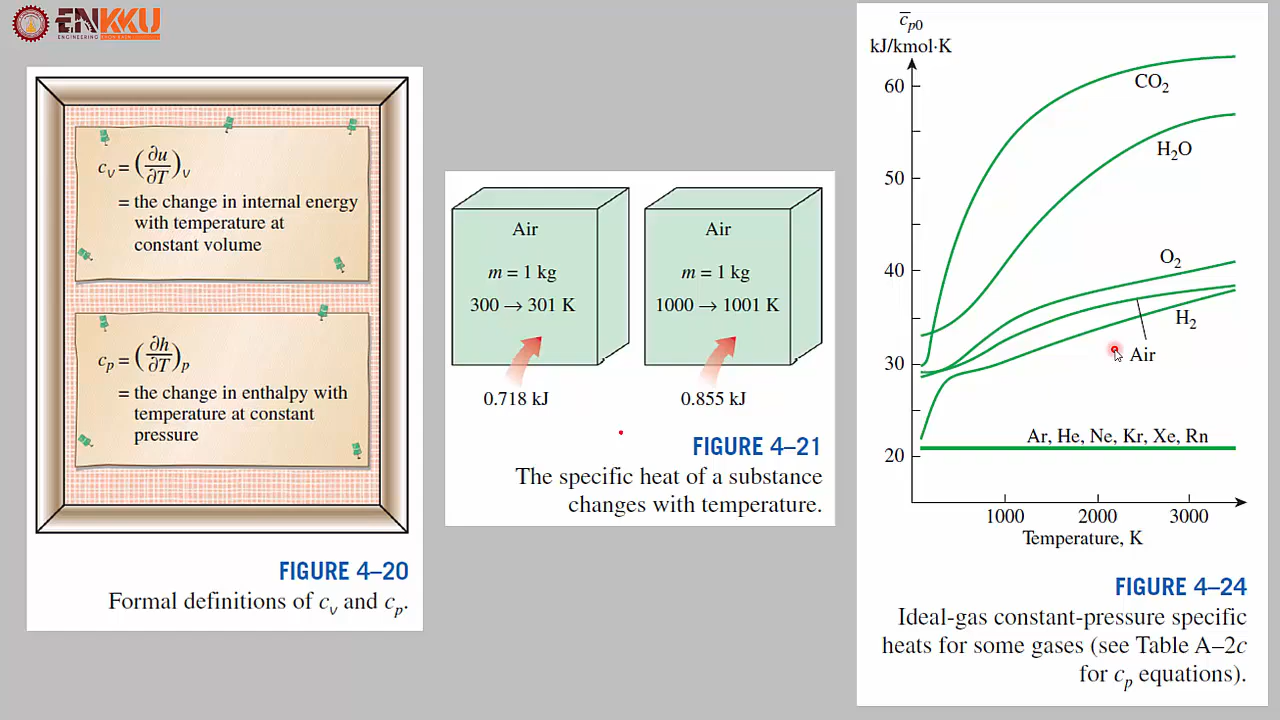 ENKKU
c_v = (∂u/∂T)_v
= the change in internal energy
with temperature at
constant volume
c_p = (∂h/∂T)_p
= the change in enthalpy with
temperature at constant
pressure
FIGURE 4–20
Formal definitions of c_v and c_p.
Air
m = 1 kg
300 → 301 K
0.718 kJ
Air
m = 1 kg
1000 → 1001 K
0.855 kJ
FIGURE 4–21
The specific heat of a substance
changes with temperature.
c̅_p0
kJ/kmol·K
60
50
40
30
20
CO₂
H₂O
O₂
H₂
Air
Ar, He, Ne, Kr, Xe, Rn
1000 2000 3000
Temperature, K
FIGURE 4–24
Ideal-gas constant-pressure specific
heats for some gases (see Table A–2c
for c_p equations).